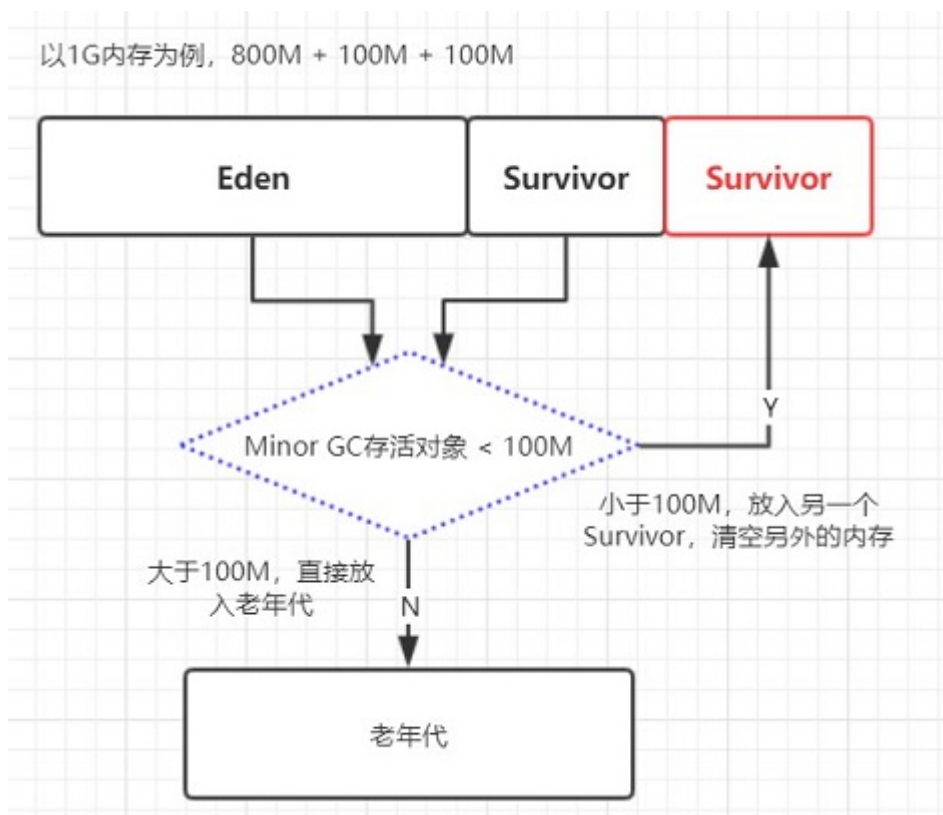 以1G内存为例，800M + 100M + 100M
Eden
Survivor
Survivor
Minor GC存活对象 < 100M
Y
小于100M，放入另一个
Survivor，清空另外的内存
大于100M，直接放
入老年代
N
老年代